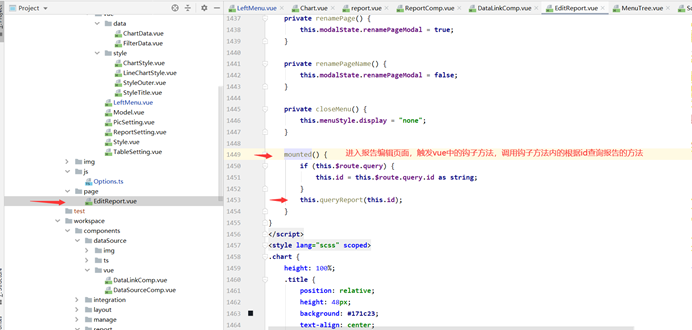 Project
LeftMenu.vue
Chart.vue
report.vue
ReportComp.vue
DataLinkComp.vue
EditReport.vue
MenuTree.vue
vue
data
ChartData.vue
FilterData.vue
style
ChartStyle.vue
LineChartStyle.vue
StyleOuter.vue
StyleTitle.vue
LeftMenu.vue
Model.vue
PicSetting.vue
ReportSetting.vue
Style.vue
TableSetting.vue
img
js
Options.ts
page
EditReport.vue
test
workspace
components
dataSource
img
ts
vue
DataLinkComp.vue
DataSourceComp.vue
integration
layout
manage
1437 private renamePage() {
1438 this.modalState.renamePageModal = true;
1439 }
1440
1441 private renamePageName() {
1442 this.modalState.renamePageModal = false;
1443 }
1444
1445 private closeMenu() {
1446 this.menuStyle.display = "none";
1447 }
1448
1449 mounted() { 进入报告编辑页面，触发vue中的钩子方法，调用钩子方法内的根据id查询报告的方法
1450 if (this.$route.query) {
1451 this.id = this.$route.query.id as string;
1452 }
1453 this.queryReport(this.id);
1454 }
1455 }
1456 </script>
1457 <style lang="scss" scoped>
1458 .chart {
1459 height: 100%;
1460 .title {
1461 position: relative;
1462 height: 48px;
1463 background: #171c23;
1464 text-align: center;